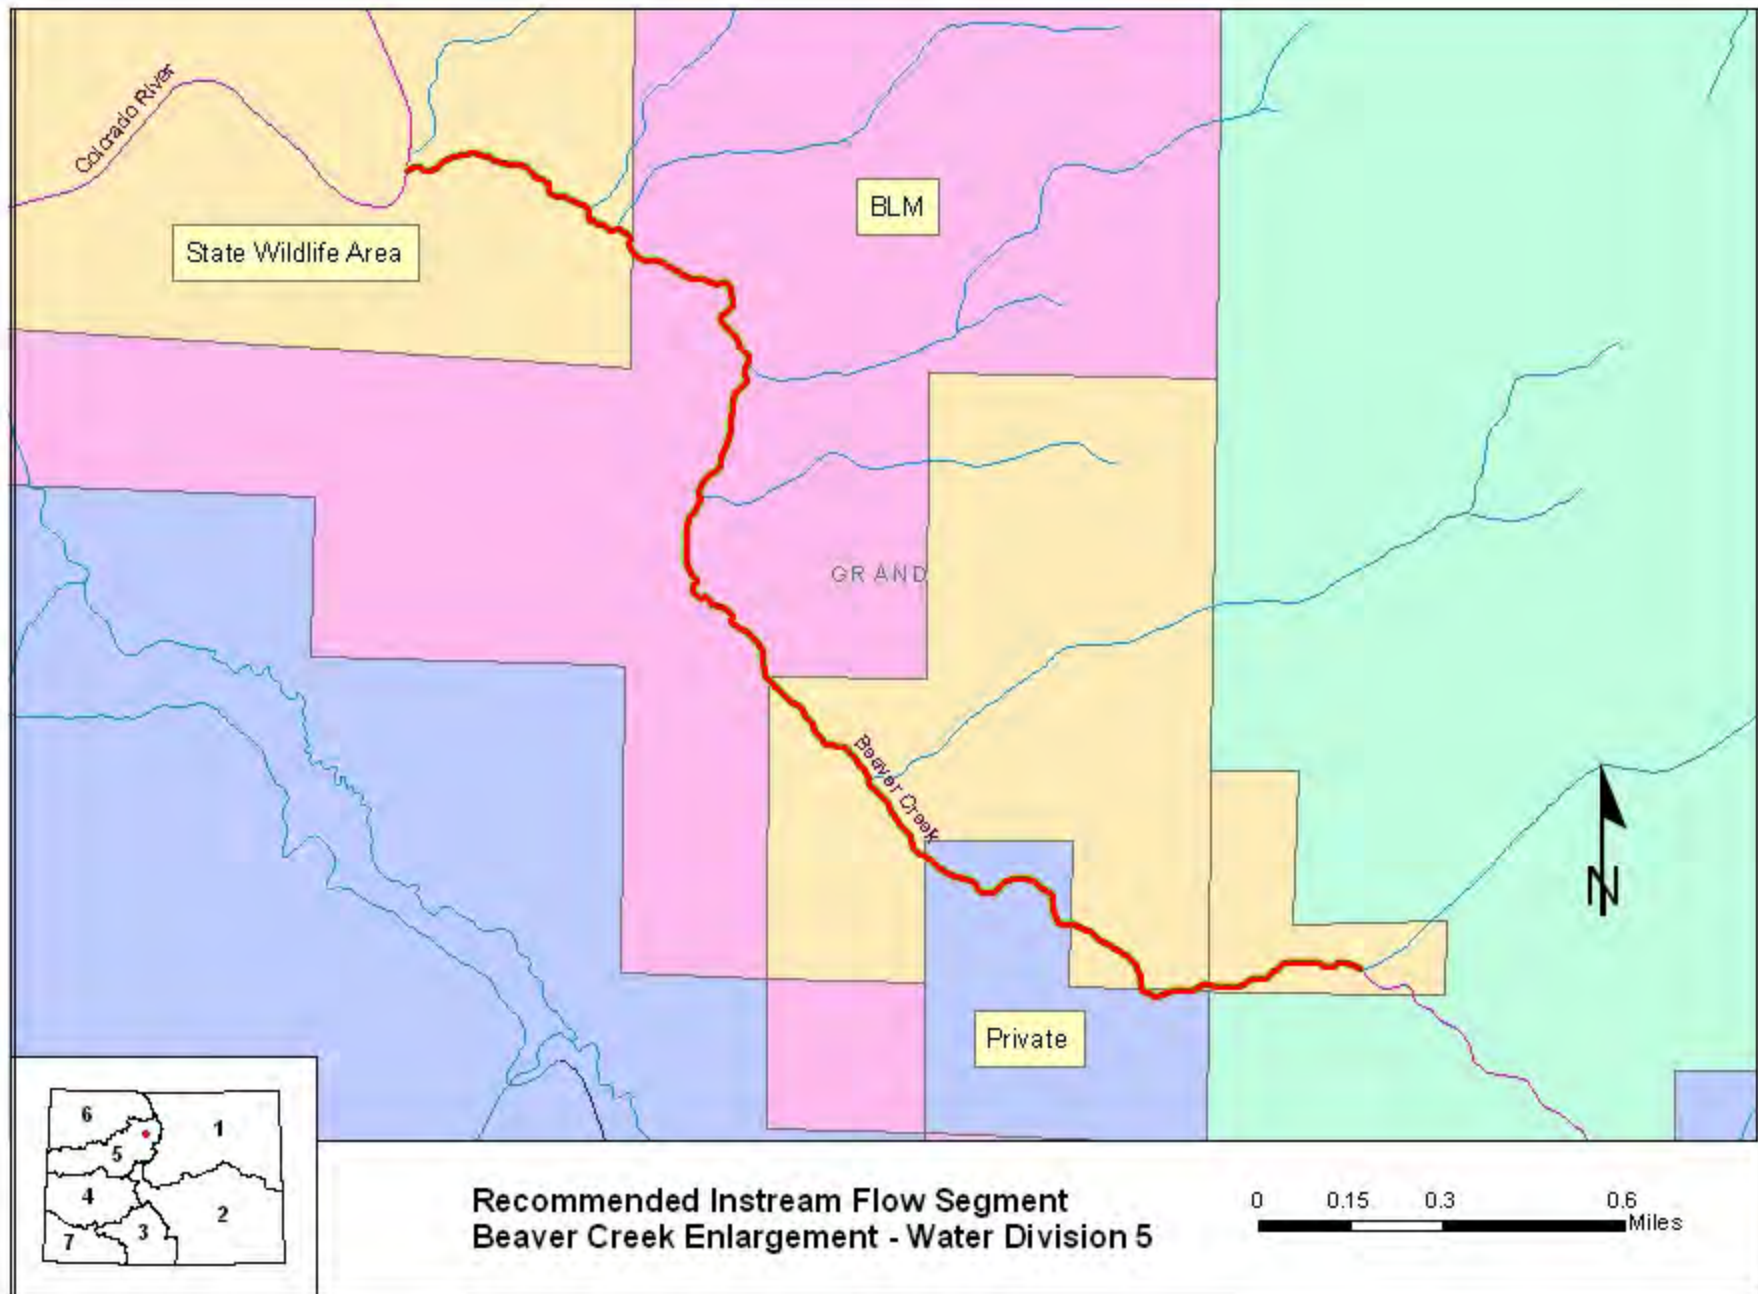 Colorado River
State Wildlife Area
BLM
GRAND
Beaver Creek
Private
N
6
1
5
4
2
3
7
Recommended Instream Flow Segment
Beaver Creek Enlargement - Water Division 5
0 0.15 0.3 0.6
Miles